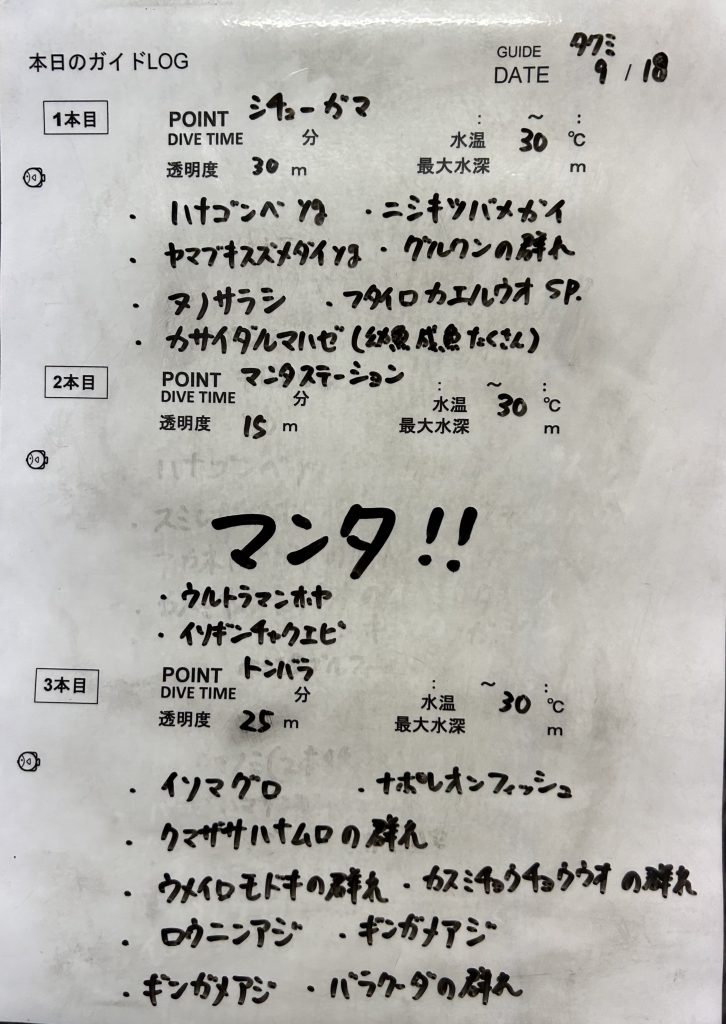 本日のガイドLOG
GUIDE タクミ
DATE 9 / 18
1本目 POINT シチューガマ : ～ :
DIVE TIME 分 水温 30 ℃
透明度 30 m 最大水深 m
・ハナゴンベ yg ・ニシキツバメガイ
・ヤマブキスズメダイ yg ・グルクンの群れ
・ヌノサラシ ・フタイロカエルウオ SP.
・カサイダルマハゼ (幼魚成魚たくさん)
2本目 POINT マンタステーション : ～ :
DIVE TIME 分 水温 30 ℃
透明度 15 m 最大水深 m
マンタ!!
・ウルトラマンホヤ
・イソギンチャクエビ
3本目 POINT トンバラ : ～ :
DIVE TIME 分 水温 30 ℃
透明度 25 m 最大水深 m
・イソマグロ ・ナポレオンフィッシュ
・クマザサハナムロの群れ
・ウメイロモドキの群れ ・カスミチョウチョウウオの群れ
・ロウニンアジ ・ギンガメアジ
・ギンガメアジ ・バラクーダの群れ